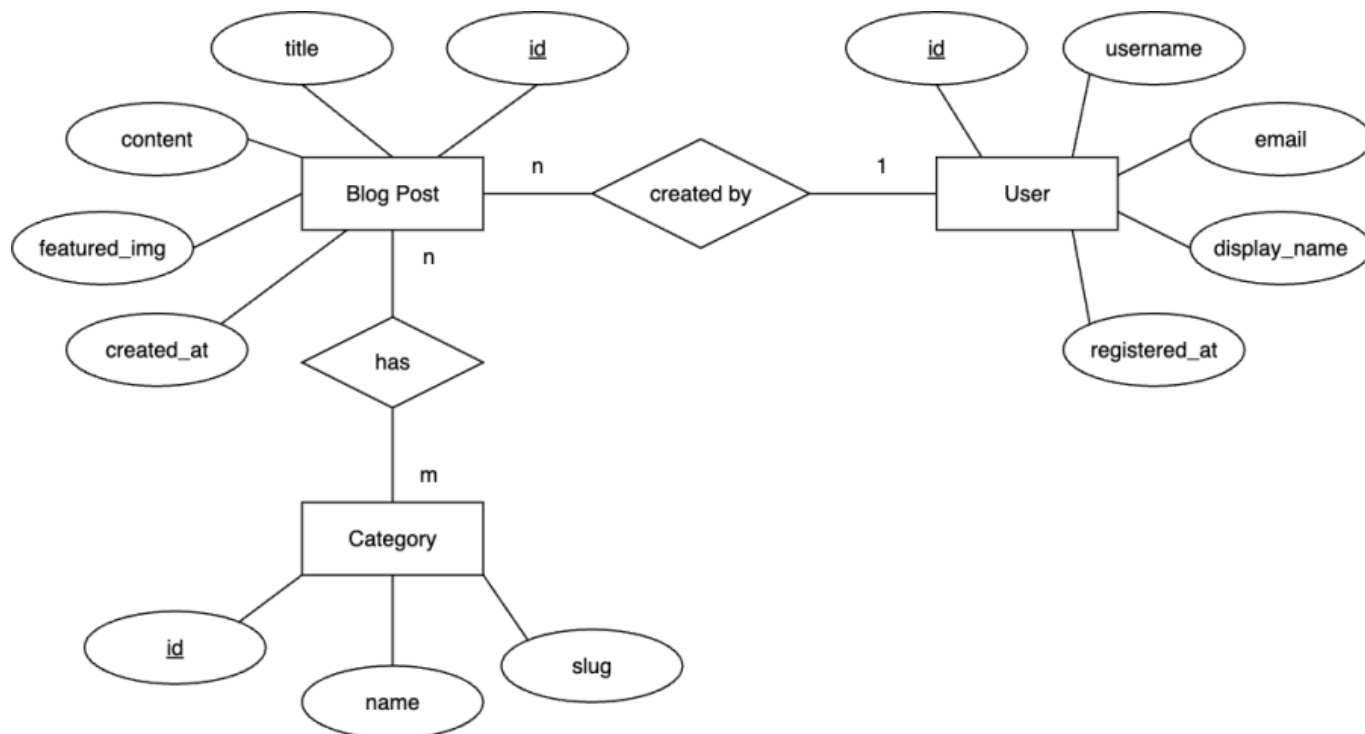 title
id
id
username
content
email
n
1
Blog Post
created by
User
featured_img
n
display_name
created_at
has
registered_at
m
Category
id
name
slug